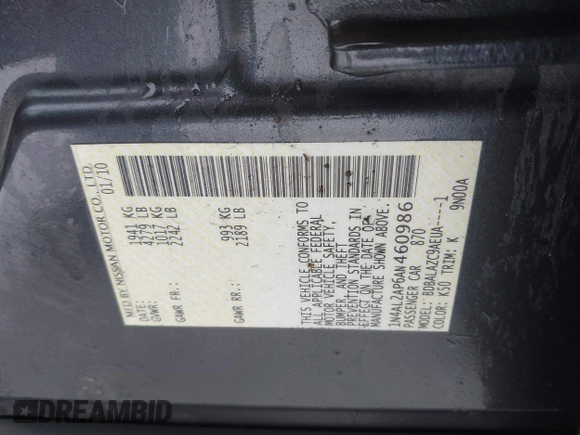 MFD. BY NISSAN MOTOR CO., LTD.
DATE: 01/10
GVWR: 1941 KG
4279 LB
GAWR FR.: 1017 KG
2242 LB
GAWR RR.: 993 KG
2189 LB
THIS VEHICLE CONFORMS TO
ALL APPLICABLE FEDERAL
MOTOR VEHICLE SAFETY,
BUMPER, AND THEFT
PREVENTION STANDARDS IN
EFFECT ON THE DATE OF
MANUFACTURE SHOWN ABOVE.
1N4AL2AP6AN460986
PASSENGER CAR 870
MODEL: BDBALAZC9AEUA----1
COLOR: K50 TRIM: K 9N00A
DREAMBID